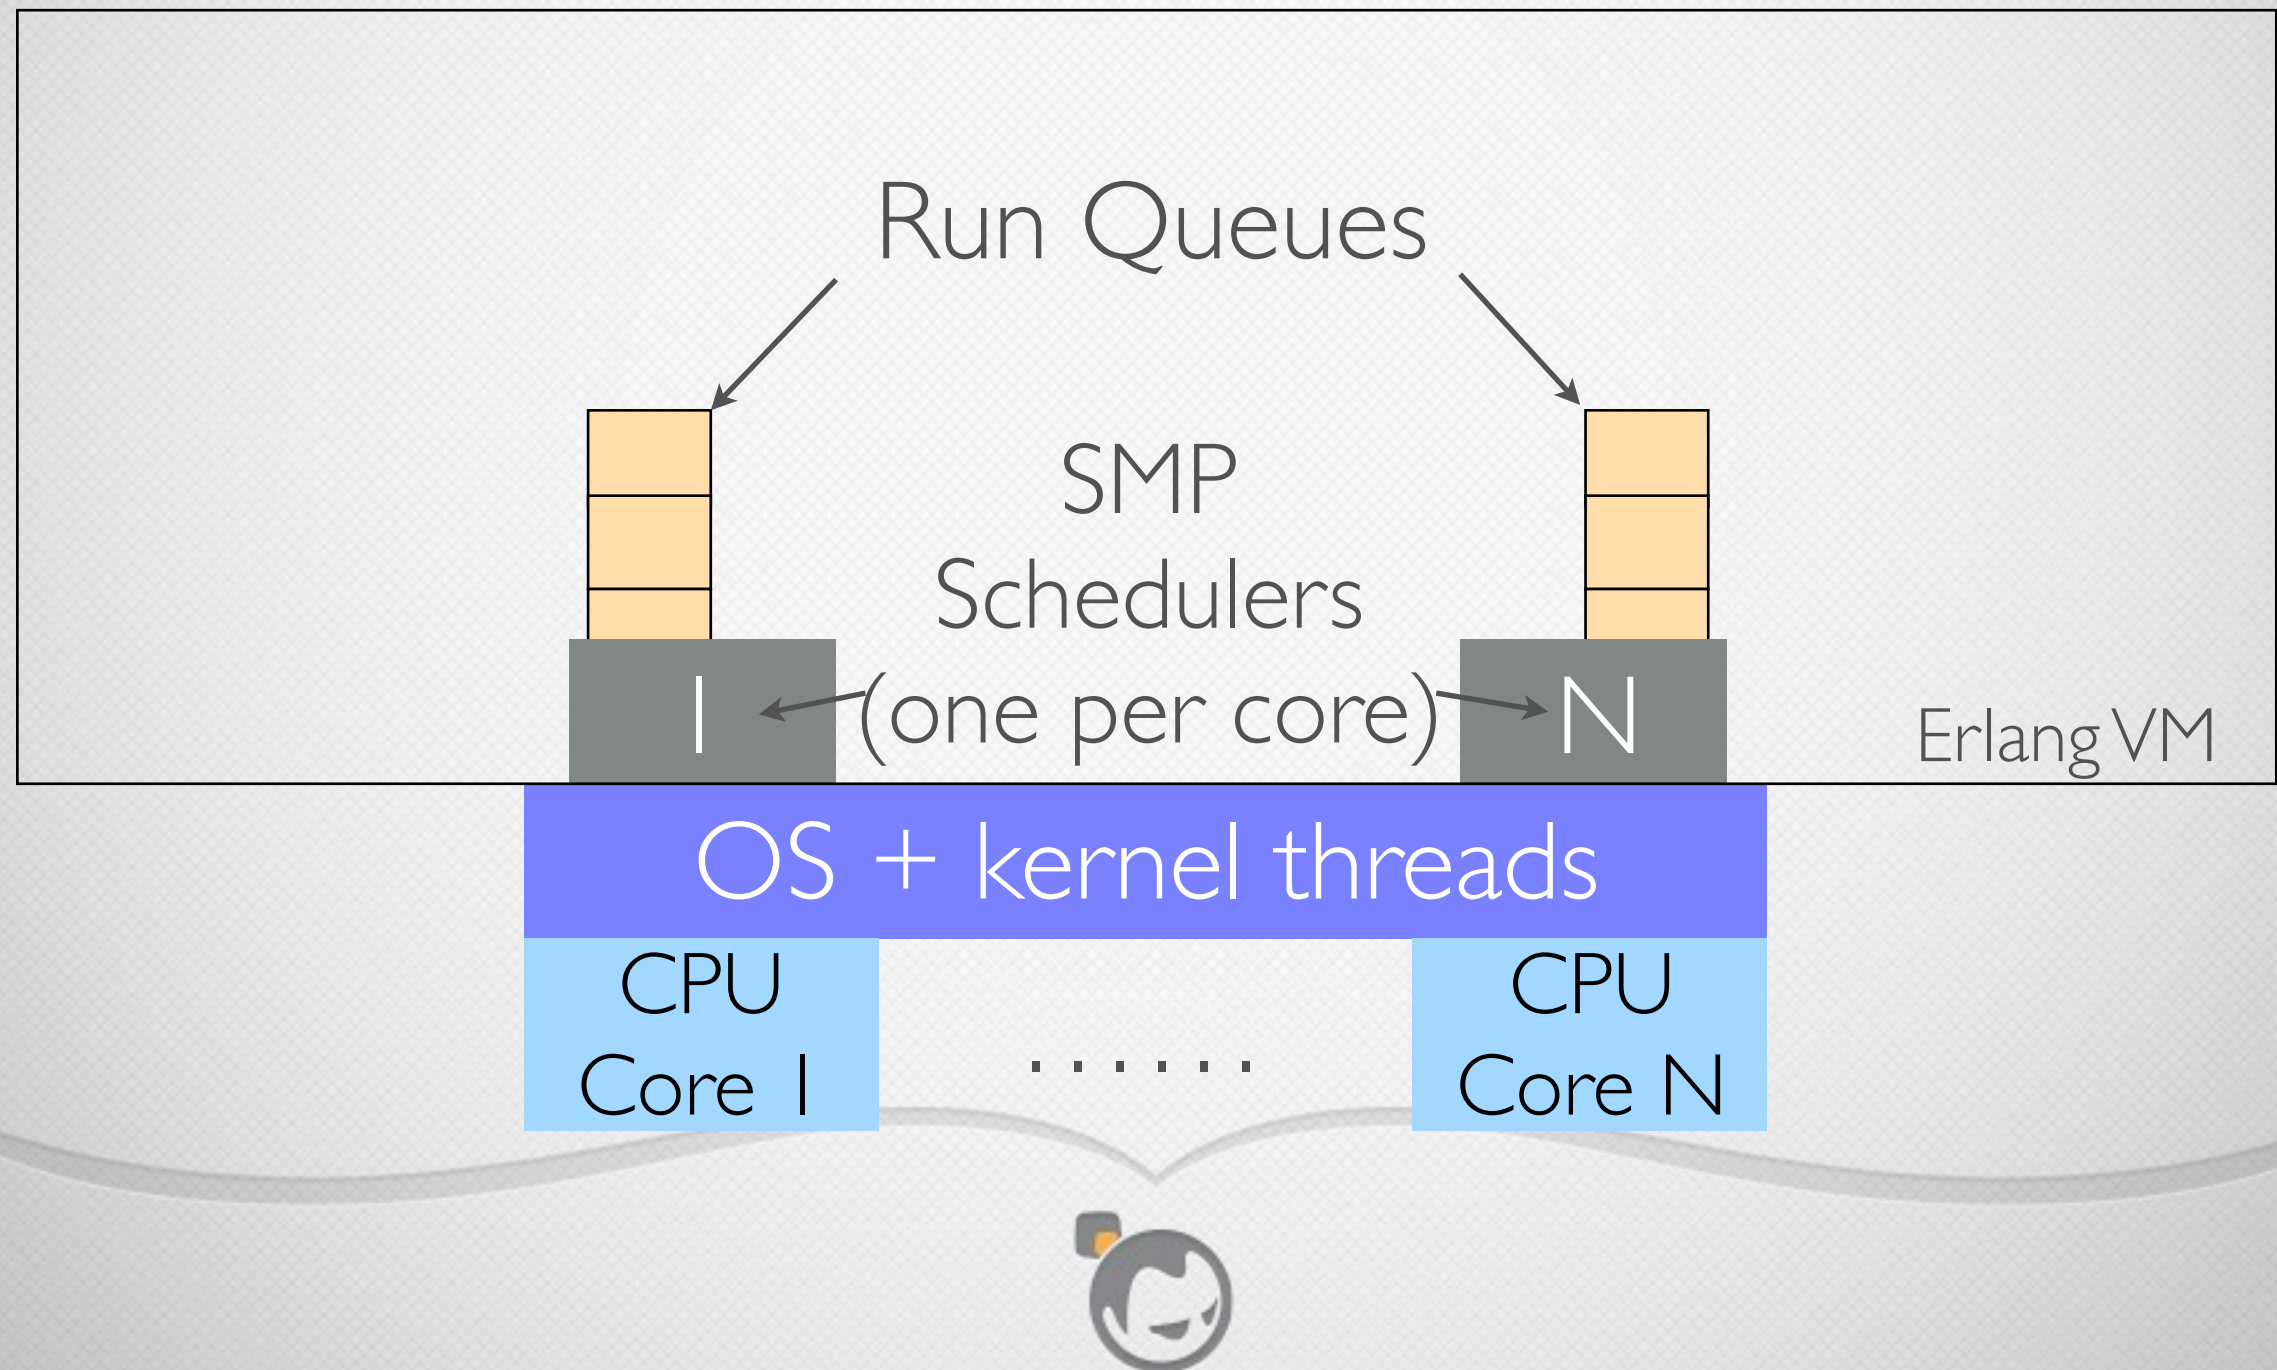 Run Queues
SMP
Schedulers
(one per core)
1
N
Erlang VM
OS + kernel threads
CPU
Core 1
......
CPU
Core N